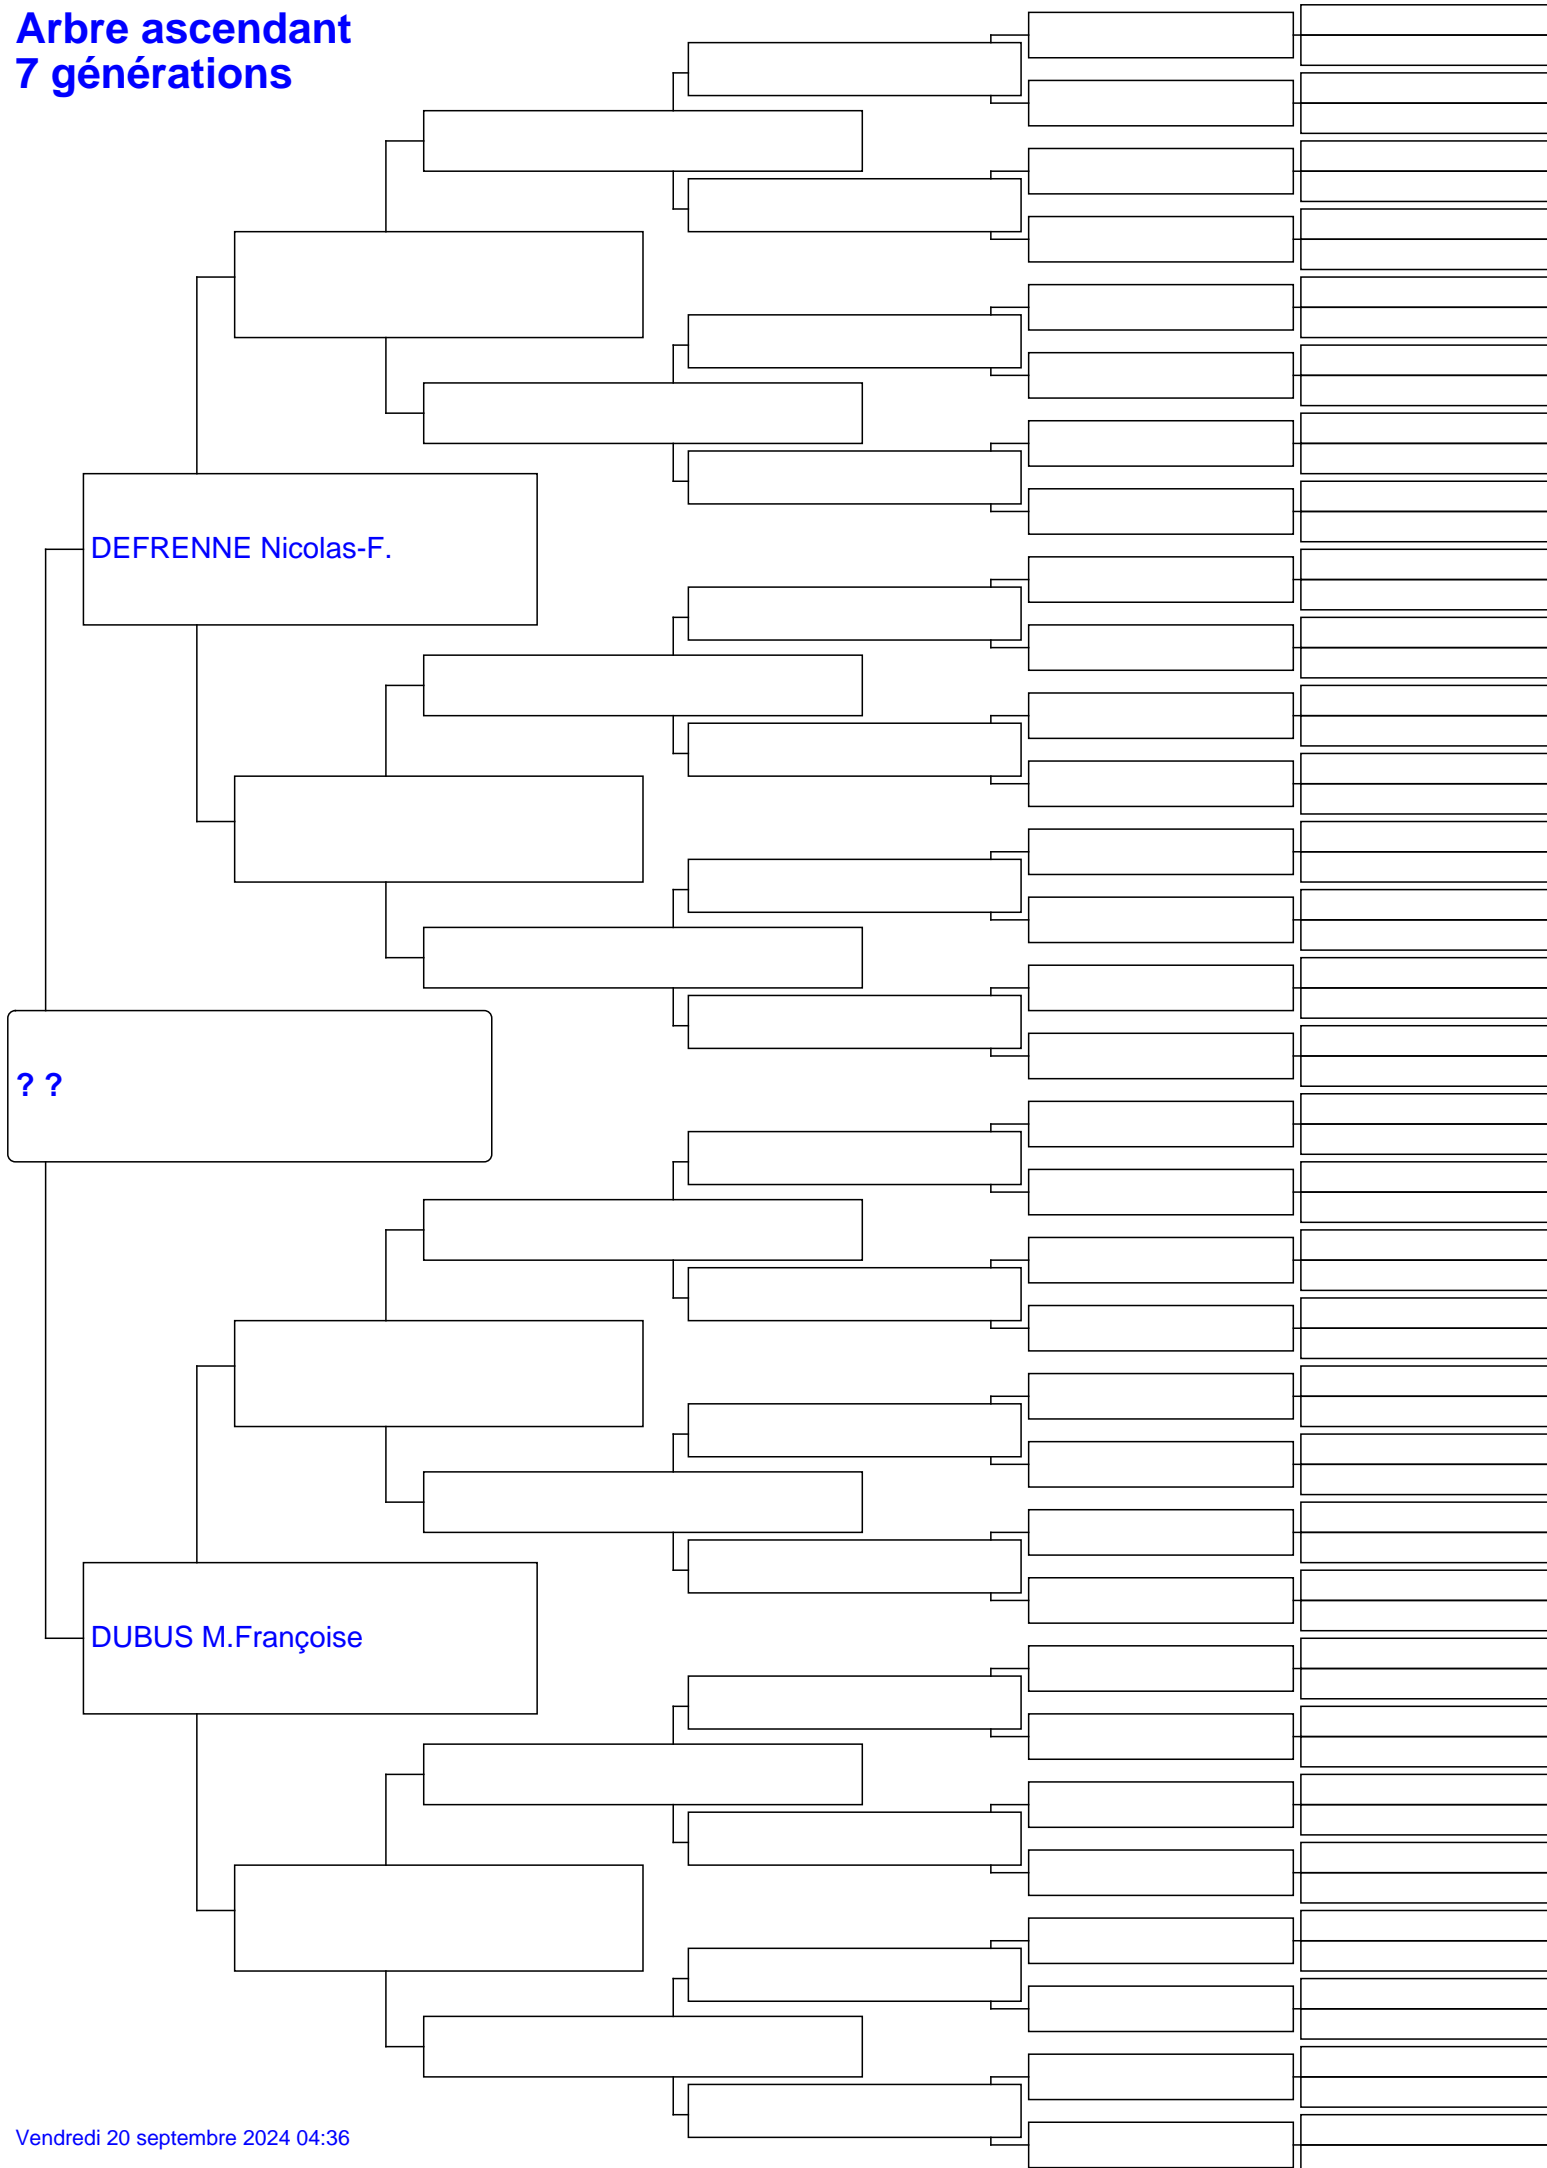 Arbre ascendant
7 générations
DEFRENNE Nicolas-F.
? ?
DUBUS M.Françoise
Vendredi 20 septembre 2024 04:36